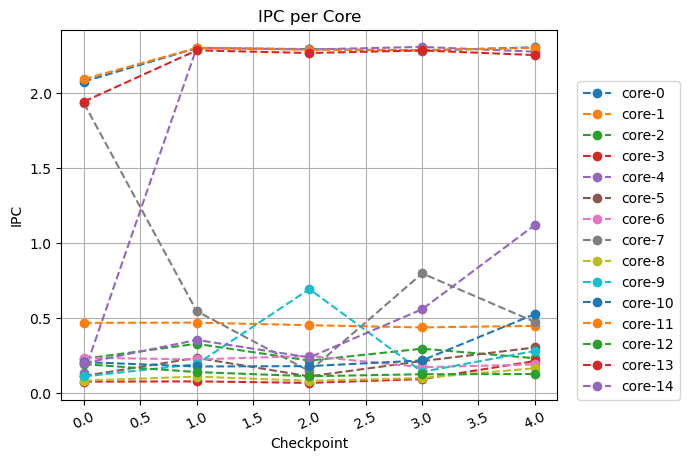 IPC per Core
IPC
2.0
1.5
1.0
0.5
0.0
0.0
0.5
1.0
1.5
2.0
2.5
3.0
3.5
4.0
Checkpoint
core-0
core-1
core-2
core-3
core-4
core-5
core-6
core-7
core-8
core-9
core-10
core-11
core-12
core-13
core-14